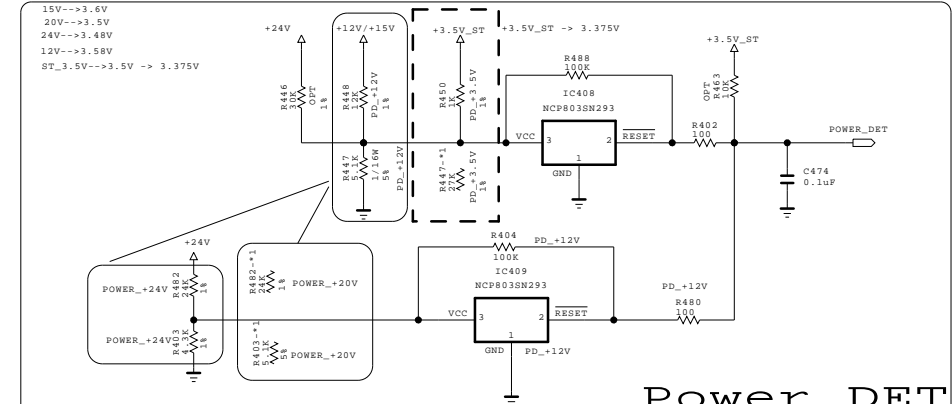 15V-->3.6V
20V-->3.5V
24V-->3.48V
12V-->3.58V
ST_3.5V-->3.5V -> 3.375V
+24V
+12V/+15V
+3.5V_ST
+3.5V_ST -> 3.375V
+3.5V_ST
R446
30K
OPT
1%
R448
12K
PD_+12V
1%
R450
1K
PD_+3.5V
1%
R488
100K
IC408
NCP803SN293
OPT
R463
10K
R402
100
POWER_DET
VCC
3
2
RESET
1
GND
R447
5.1K
1/16W
5%
PD_+12V
R447-*1
27K
PD_+3.5V
1%
C474
0.1uF
+24V
R404
100K
PD_+12V
IC409
NCP803SN293
R482
24K
1%
POWER_+24V
R482-*1
24K
1%
POWER_+20V
PD_+12V
R480
100
VCC
3
2
RESET
1
GND
PD_+12V
POWER_+24V
R403
4.3K
1%
R403-*1
5.1K
5%
POWER_+20V
Power DET